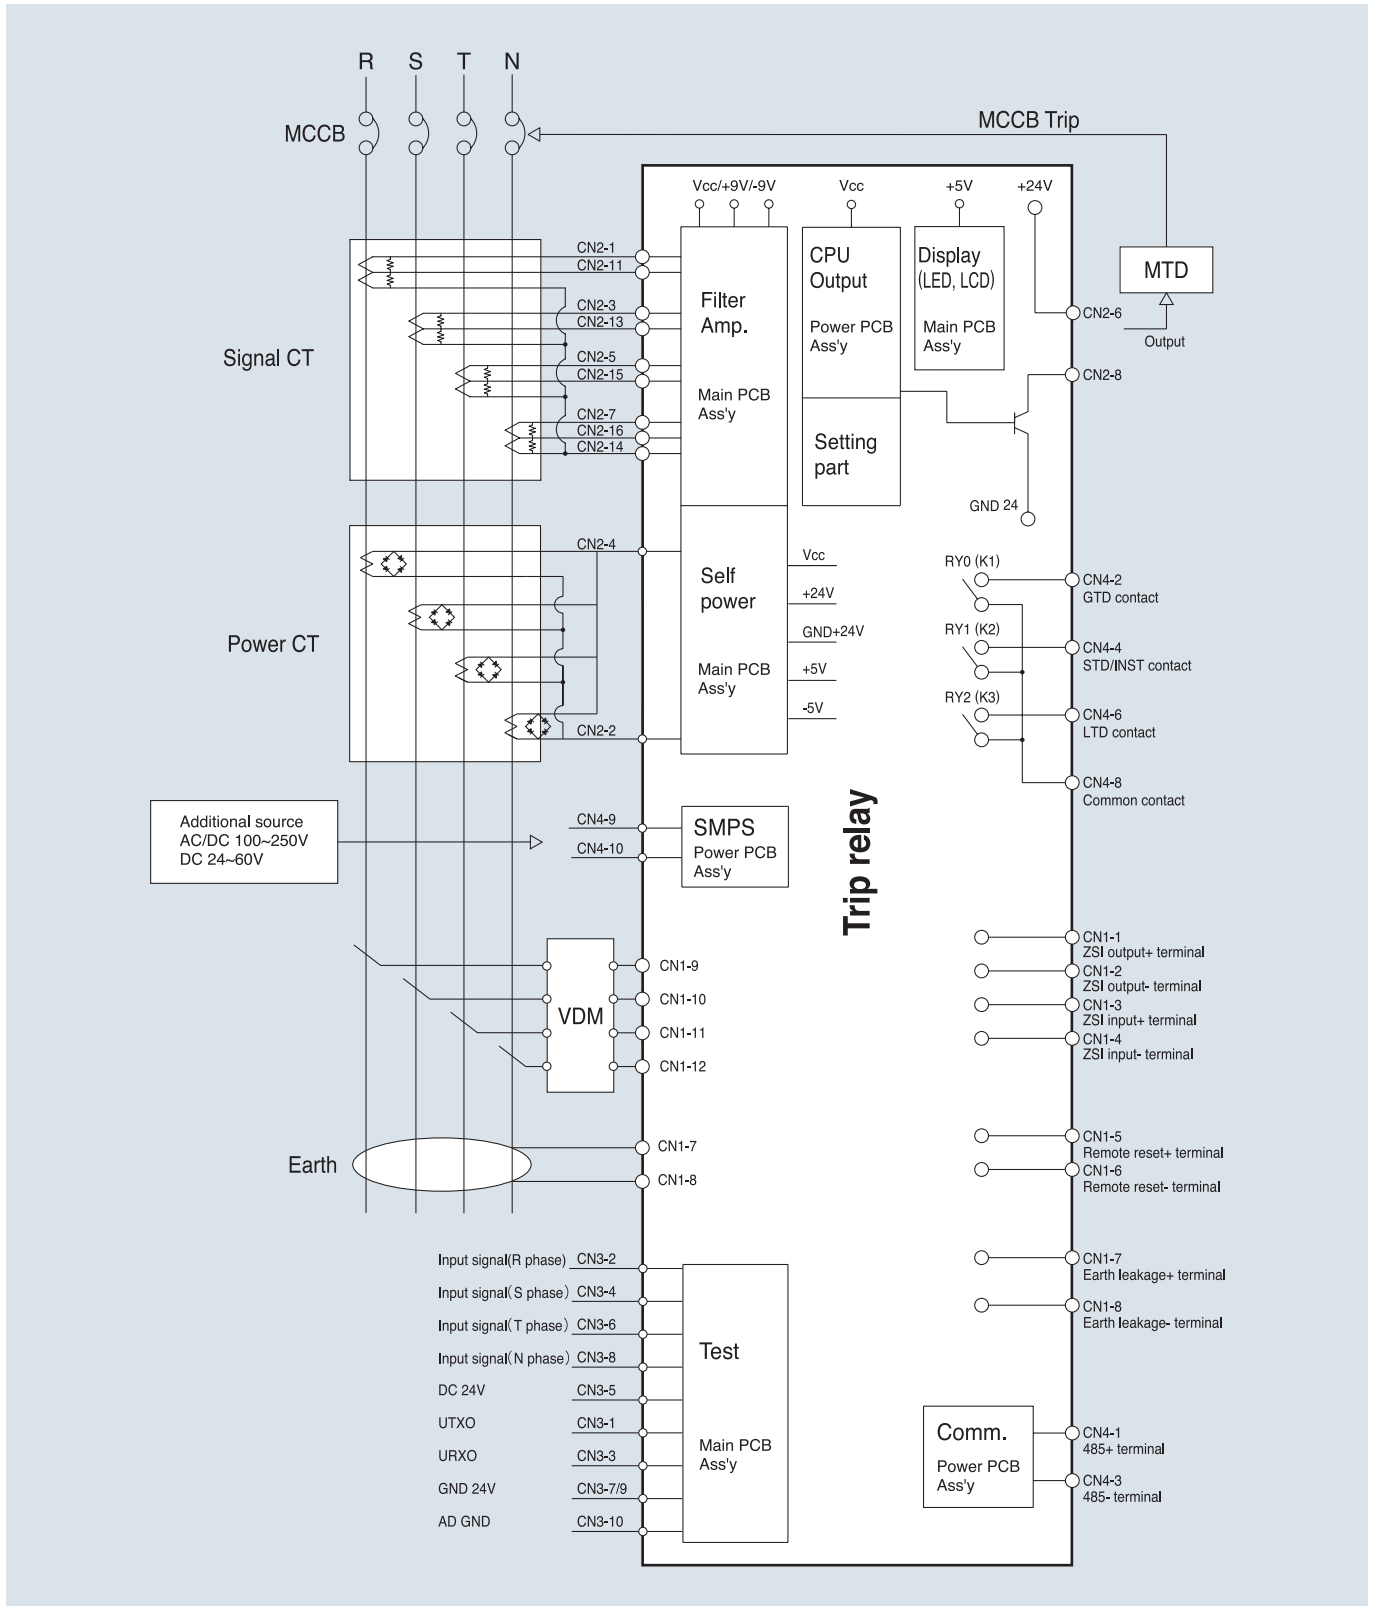 R S T N
MCCB
MCCB Trip
Vcc/+9V/-9V
Vcc
+5V
+24V
CN2-1
CN2-11
CN2-3
CN2-13
CN2-5
CN2-15
CN2-7
CN2-16
CN2-14
Signal CT
Filter
Amp.
Main PCB
Ass'y
CPU
Output
Power PCB
Ass'y
Setting
part
Display
(LED, LCD)
Main PCB
Ass'y
MTD
Output
CN2-6
CN2-8
GND 24
Power CT
CN2-4
CN2-2
Self
power
Main PCB
Ass'y
Vcc
+24V
GND+24V
+5V
-5V
RY0 (K1)
CN4-2
GTD contact
RY1 (K2)
CN4-4
STD/INST contact
RY2 (K3)
CN4-6
LTD contact
CN4-8
Common contact
Additional source
AC/DC 100~250V
DC 24~60V
CN4-9
CN4-10
SMPS
Power PCB
Ass'y
Trip relay
VDM
CN1-9
CN1-10
CN1-11
CN1-12
CN1-1
ZSI output+ terminal
CN1-2
ZSI output- terminal
CN1-3
ZSI input+ terminal
CN1-4
ZSI input- terminal
Earth
CN1-7
CN1-8
CN1-5
Remote reset+ terminal
CN1-6
Remote reset- terminal
CN1-7
Earth leakage+ terminal
CN1-8
Earth leakage- terminal
Input signal(R phase) CN3-2
Input signal(S phase) CN3-4
Input signal(T phase) CN3-6
Input signal(N phase) CN3-8
DC 24V CN3-5
UTXO CN3-1
URXO CN3-3
GND 24V CN3-7/9
AD GND CN3-10
Test
Main PCB
Ass'y
Comm.
Power PCB
Ass'y
CN4-1
485+ terminal
CN4-3
485- terminal